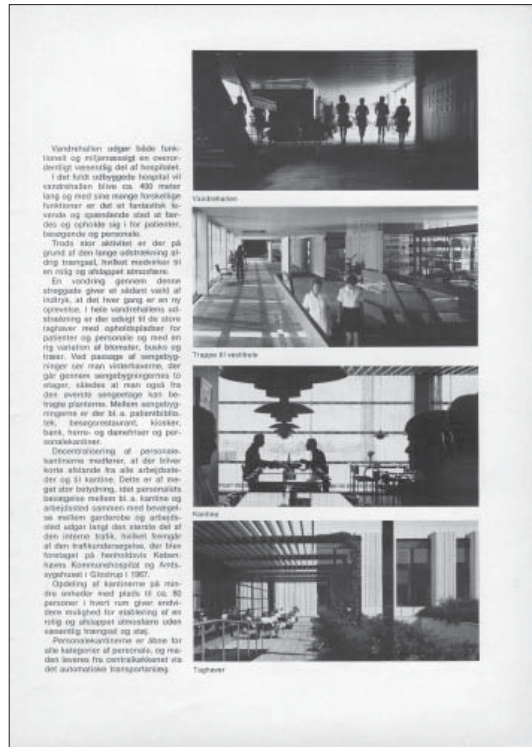 Vandrehallen udgør både funk-
tionelt og miljømæssigt en overor-
dentligt væsentlig del af hospitalet.
I det fuldt udbyggede hospital vil
vandrehallen blive ca. 400 meter
lang og med sine mange forskellige
funktioner er det et fantastisk le-
vende og spændende sted at fær-
des og opholde sig i for patienter,
besøgende og personale.
Trods stor aktivitet er der på
grund af den lange udstrækning al-
drig trængsel, hvilket medvirker til
en rolig og afslappet atmosfære.
En vandring gennem denne
strøggade giver et sådant væld af
indtryk, at det hver gang er en ny
oplevelse. I hele vandrehallens ud-
strækning er der udsigt til de store
taghaver med opholdspladser for
patienter og personale og med en
rig variation af blomster, buske og
træer. Ved passage af sengebyg-
ninger ser man vinterhaverne, der
går gennem sengebygningernes to
etager, således at man også fra
den øverste sengeetage kan be-
tragte planterne. Mellem sengebyg-
ningerne er der bl. a. patientbiblio-
tek, besøgsrestaurant, kiosker,
bank, herre- og damefrisør og per-
sonalekantiner.
Decentralisering af personale-
kantinerne medfører, at der bliver
korte afstande fra alle arbejdsste-
der og til kantine. Dette er af me-
get stor betydning, idet personalets
bevægelse mellem bl. a. kantine og
arbejdssted sammen med bevægel-
se mellem garderobe og arbejds-
sted udgør langt den største del af
den interne trafik, hvilket fremgår
af den trafikundersøgelse, der blev
foretaget på henholdsvis Køben-
havns Kommunehospital og Amts-
sygehuset i Glostrup i 1967.
Opdeling af kantinerne på min-
dre enheder med plads til ca. 80
personer i hvert rum giver endvi-
dere mulighed for etablering af en
rolig og afslappet atmosfære uden
væsentlig trængsel og støj.
Personalekantinerne er åbne for
alle kategorier af personale, og ma-
den leveres fra centralkøkkenet via
det automatiske transportanlæg.
Vandrehallen
Trappe til vestibule
Kantine
Taghaver